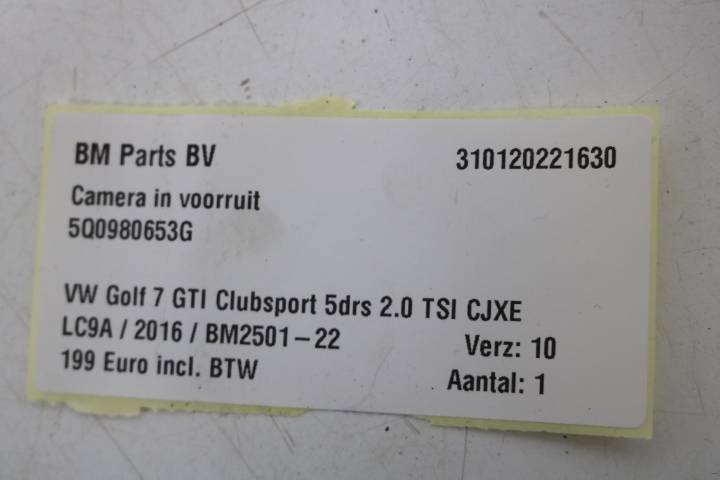 BM Parts BV 310120221630
Camera in voorruit
5Q0980653G
VW Golf 7 GTI Clubsport 5drs 2.0 TSI CJXE
LC9A / 2016 / BM2501-22 Verz: 10
199 Euro incl. BTW Aantal: 1